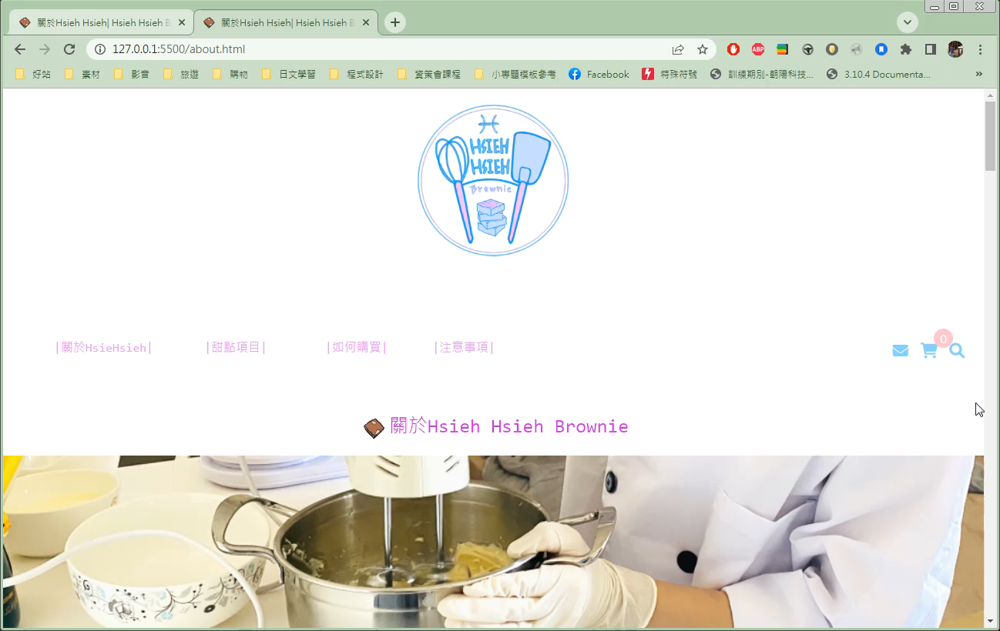 關於Hsieh Hsieh| Hsieh Hsieh B
關於Hsieh Hsieh| Hsieh Hsieh B
127.0.0.1:5500/about.html
ABP
好站 素材 影音 旅遊 購物 日文學習 程式設計 資策會課程 小專題模板參考 Facebook 特殊符號 訓練期別-朝陽科技... 3.10.4 Documenta...
HSIEH
HSIEH
Brownie
|關於HsieHsieh| |甜點項目| |如何購買| |注意事項| 0
關於Hsieh Hsieh Brownie